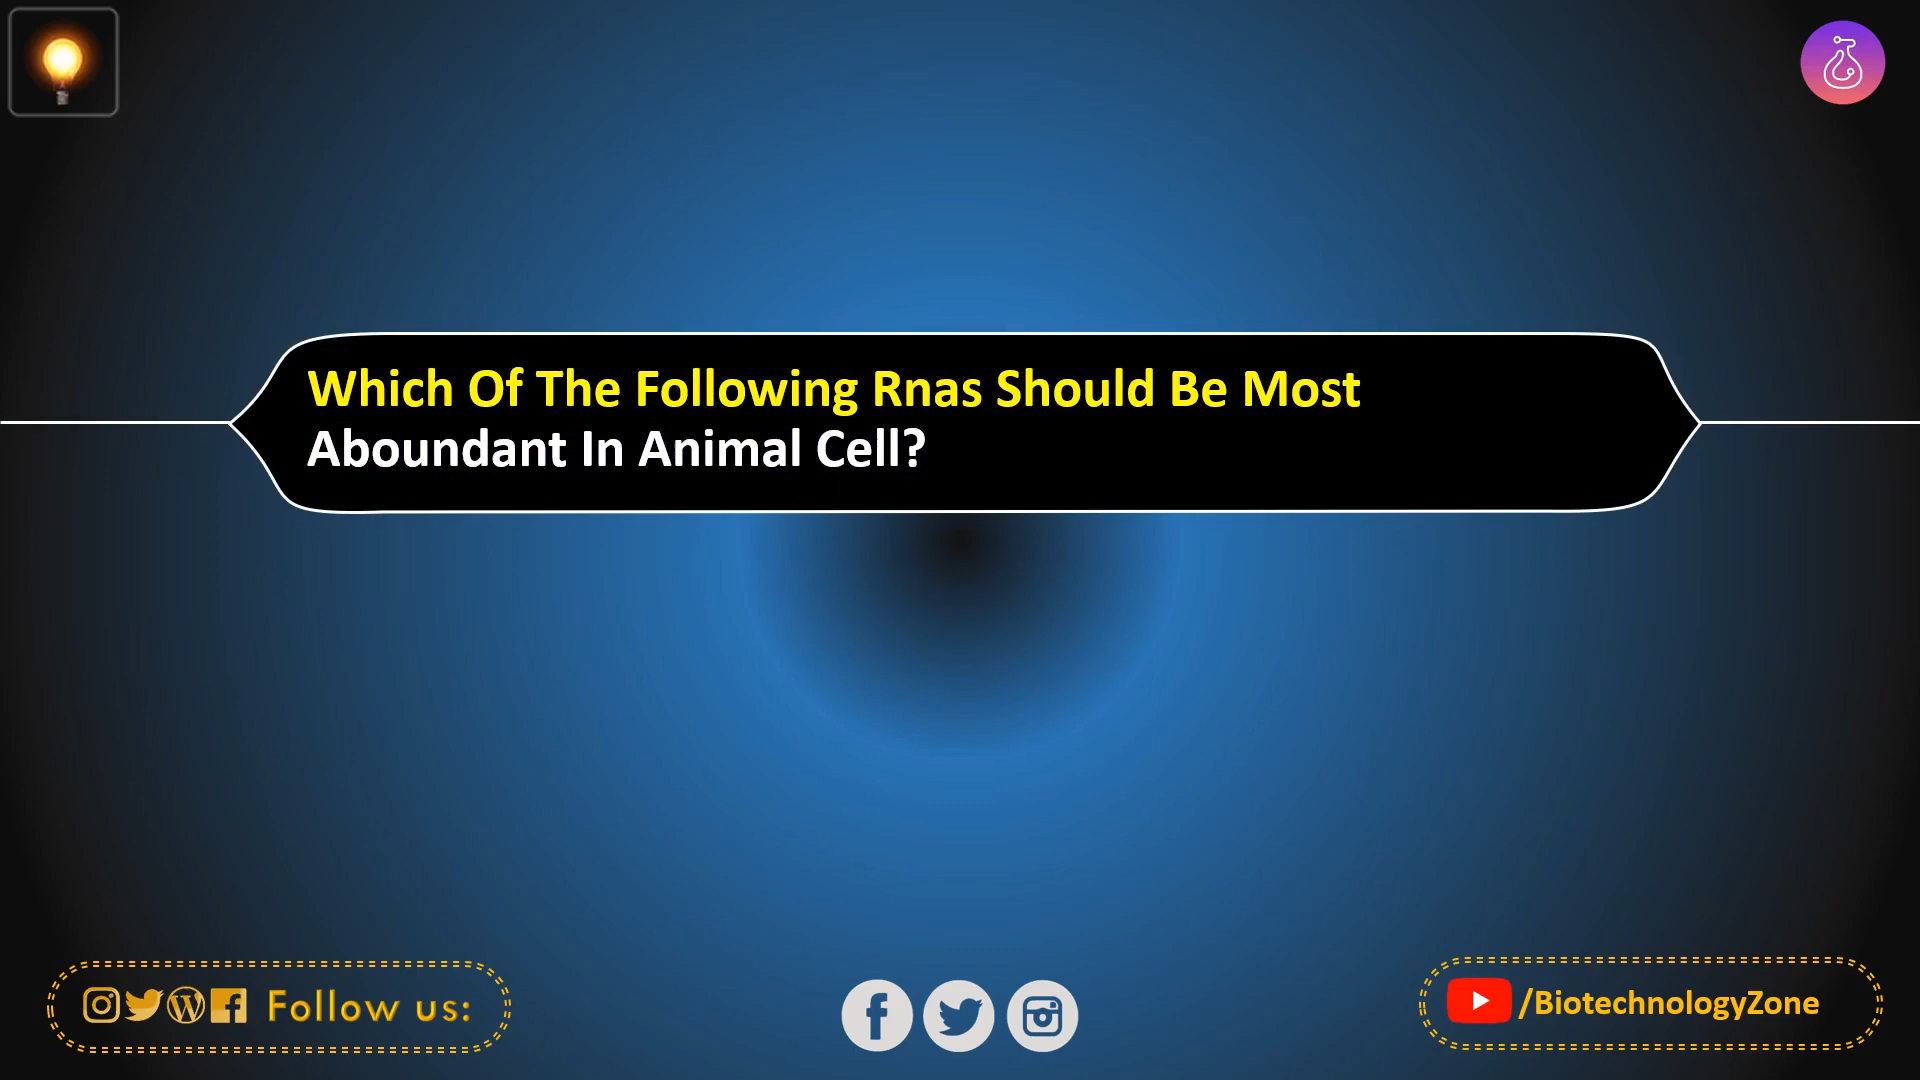 Which Of The Following Rnas Should Be Most
Aboundant In Animal Cell?
Follow us:
/BiotechnologyZone